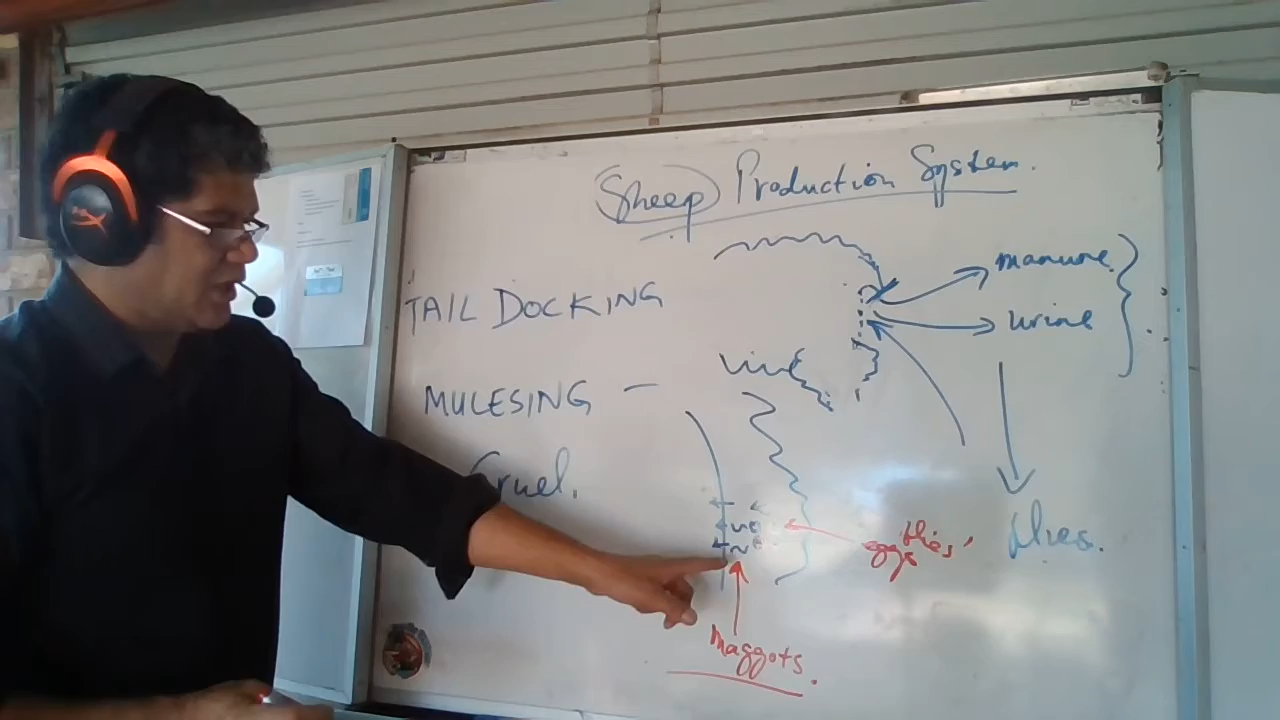 Sheep Production System.
TAIL DOCKING
manure
urine
MULESING –
Cruel.
flies.
eggs flies'
Maggots.